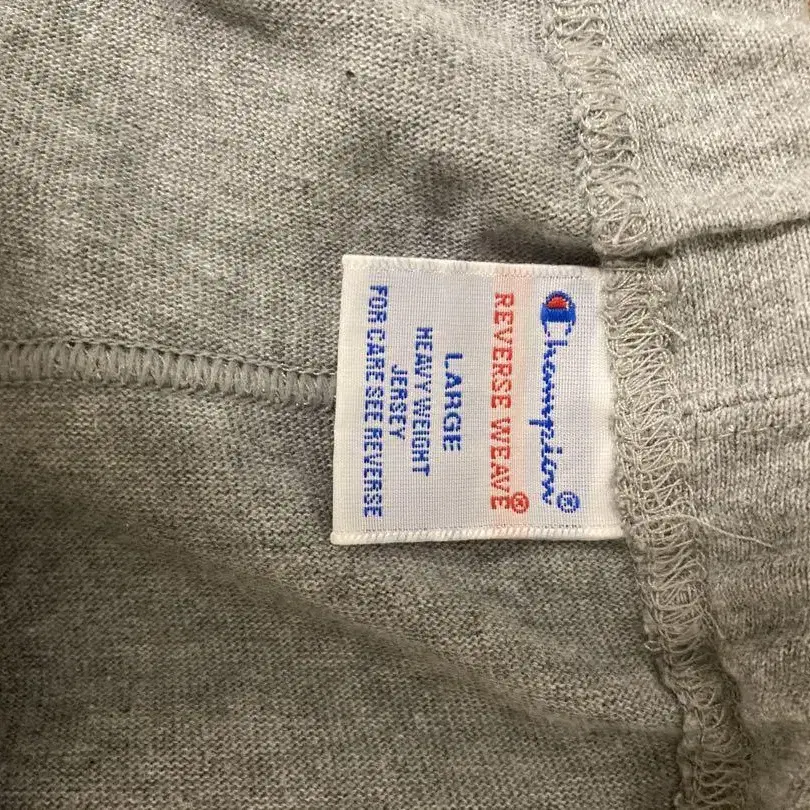 Champion®
REVERSE WEAVE®
LARGE
HEAVY WEIGHT
JERSEY
FOR CARE SEE REVERSE